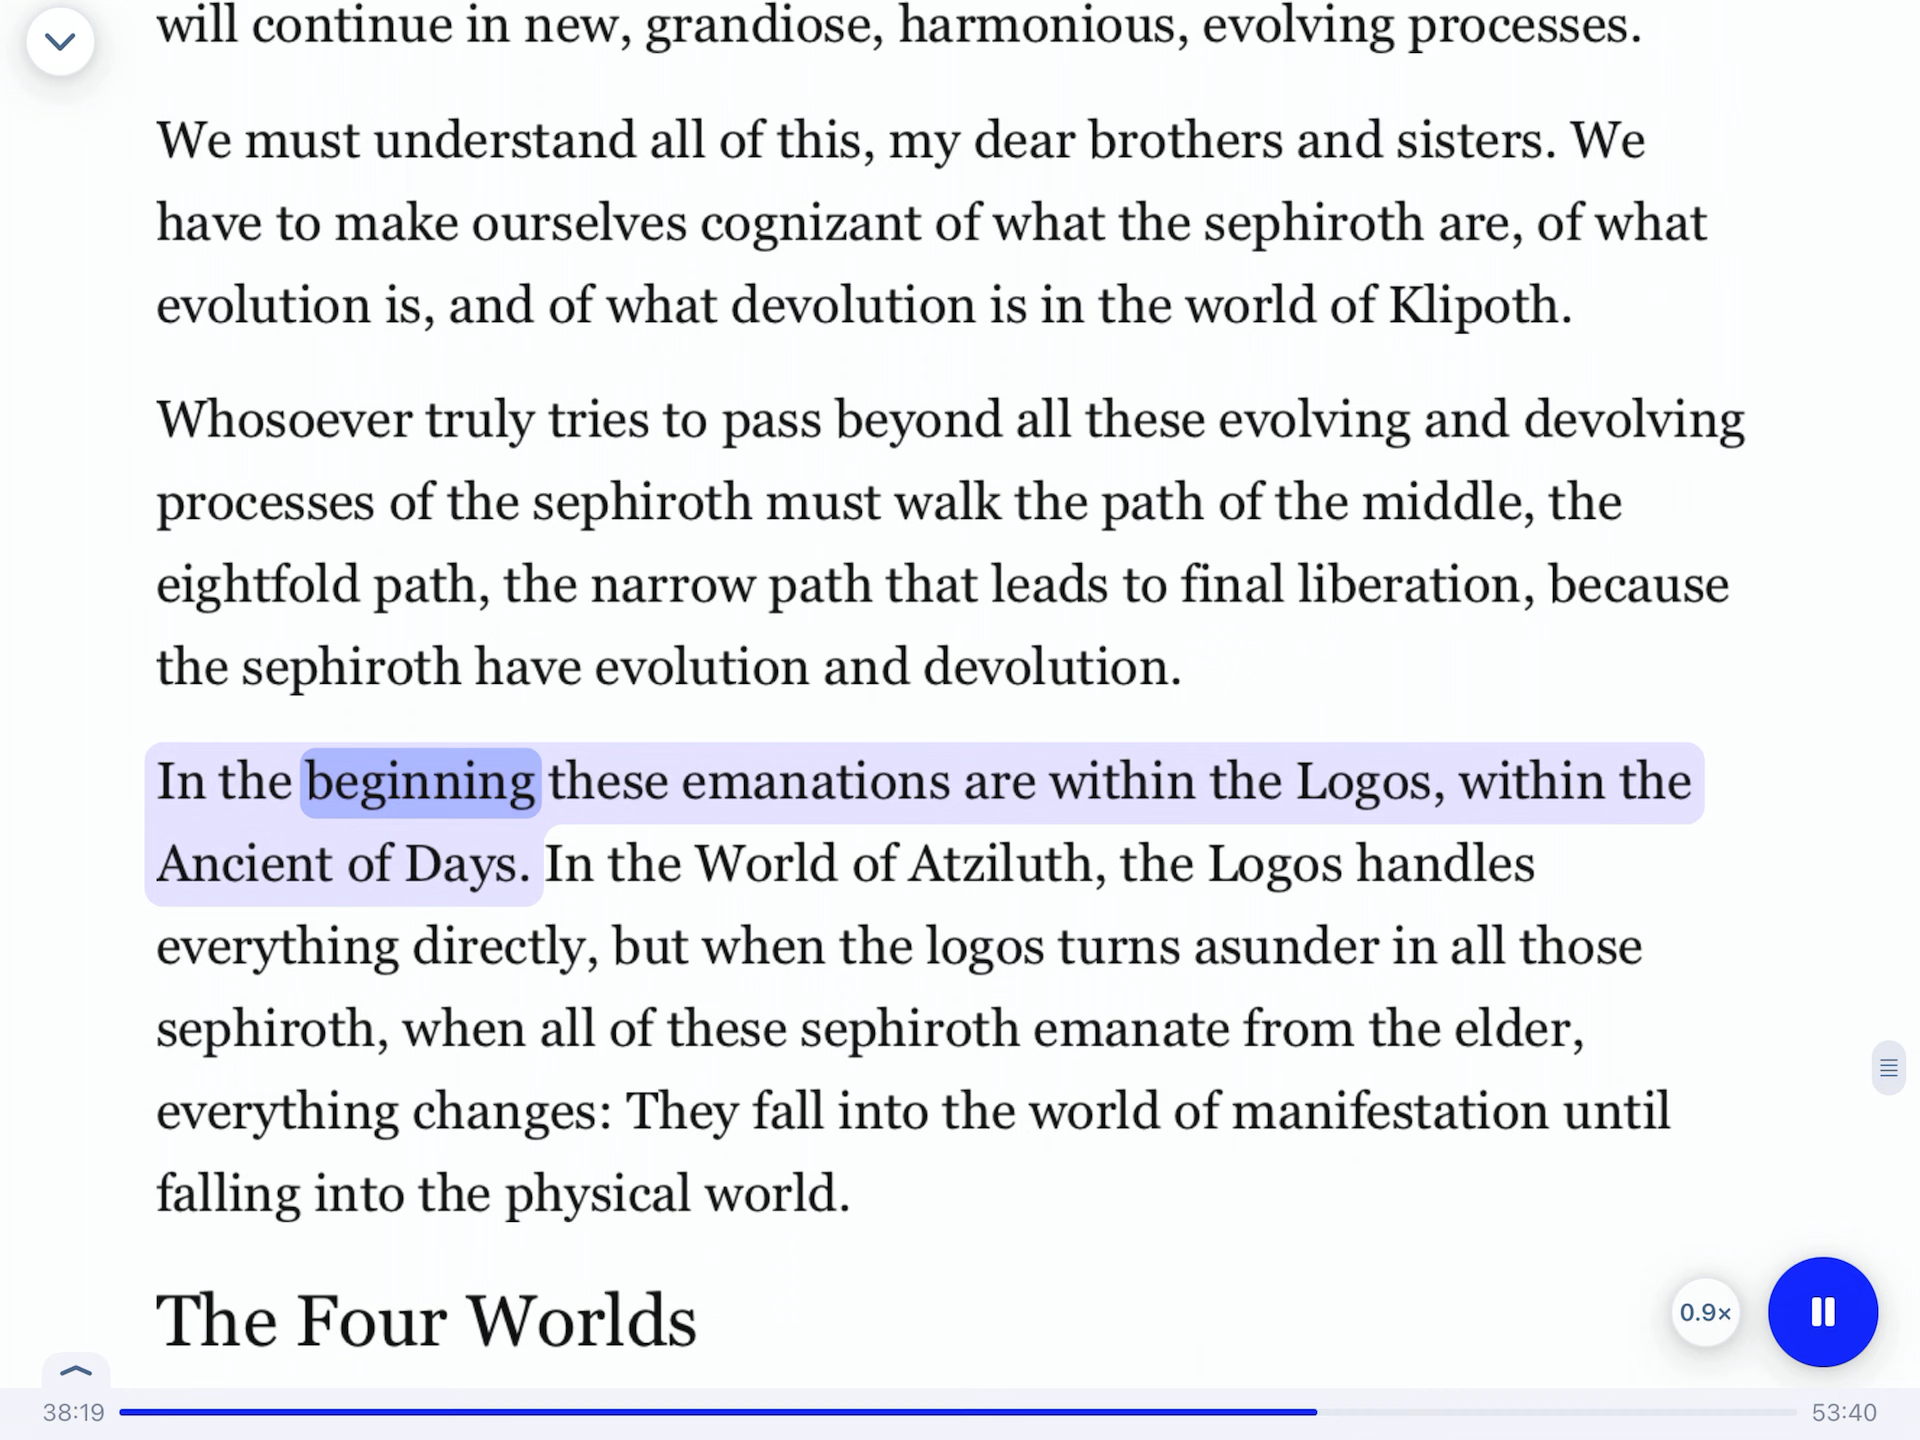 will continue in new, grandiose, harmonious, evolving processes.
We must understand all of this, my dear brothers and sisters. We
have to make ourselves cognizant of what the sephiroth are, of what
evolution is, and of what devolution is in the world of Klipoth.
Whosoever truly tries to pass beyond all these evolving and devolving
processes of the sephiroth must walk the path of the middle, the
eightfold path, the narrow path that leads to final liberation, because
the sephiroth have evolution and devolution.
In the beginning these emanations are within the Logos, within the
Ancient of Days. In the World of Atziluth, the Logos handles
everything directly, but when the logos turns asunder in all those
sephiroth, when all of these sephiroth emanate from the elder,
everything changes: They fall into the world of manifestation until
falling into the physical world.
The Four Worlds
0.9×
38:19
53:40